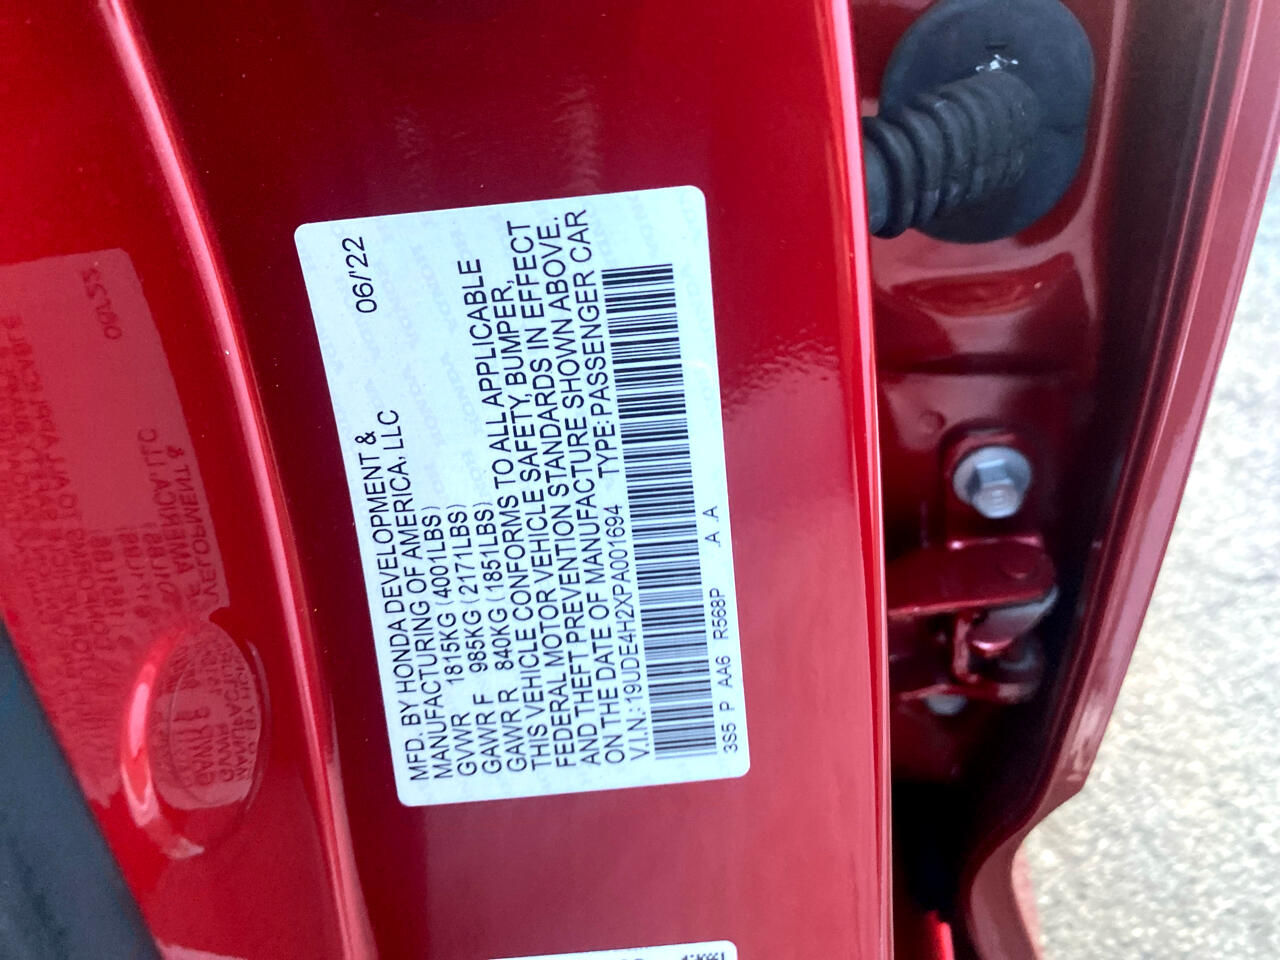 MFD. BY HONDA DEVELOPMENT & 06/'22
MANUFACTURING OF AMERICA, LLC
GVWR 1815KG (4001LBS)
GAWR F 985KG (2171LBS)
GAWR R 840KG (1851LBS)
THIS VEHICLE CONFORMS TO ALL APPLICABLE
FEDERAL MOTOR VEHICLE SAFETY, BUMPER,
AND THEFT PREVENTION STANDARDS IN EFFECT
ON THE DATE OF MANUFACTURE SHOWN ABOVE.
V.I.N.:19UDE4H2XPA001694 TYPE:PASSENGER CAR
3S5 P AA6 R568P .A .A